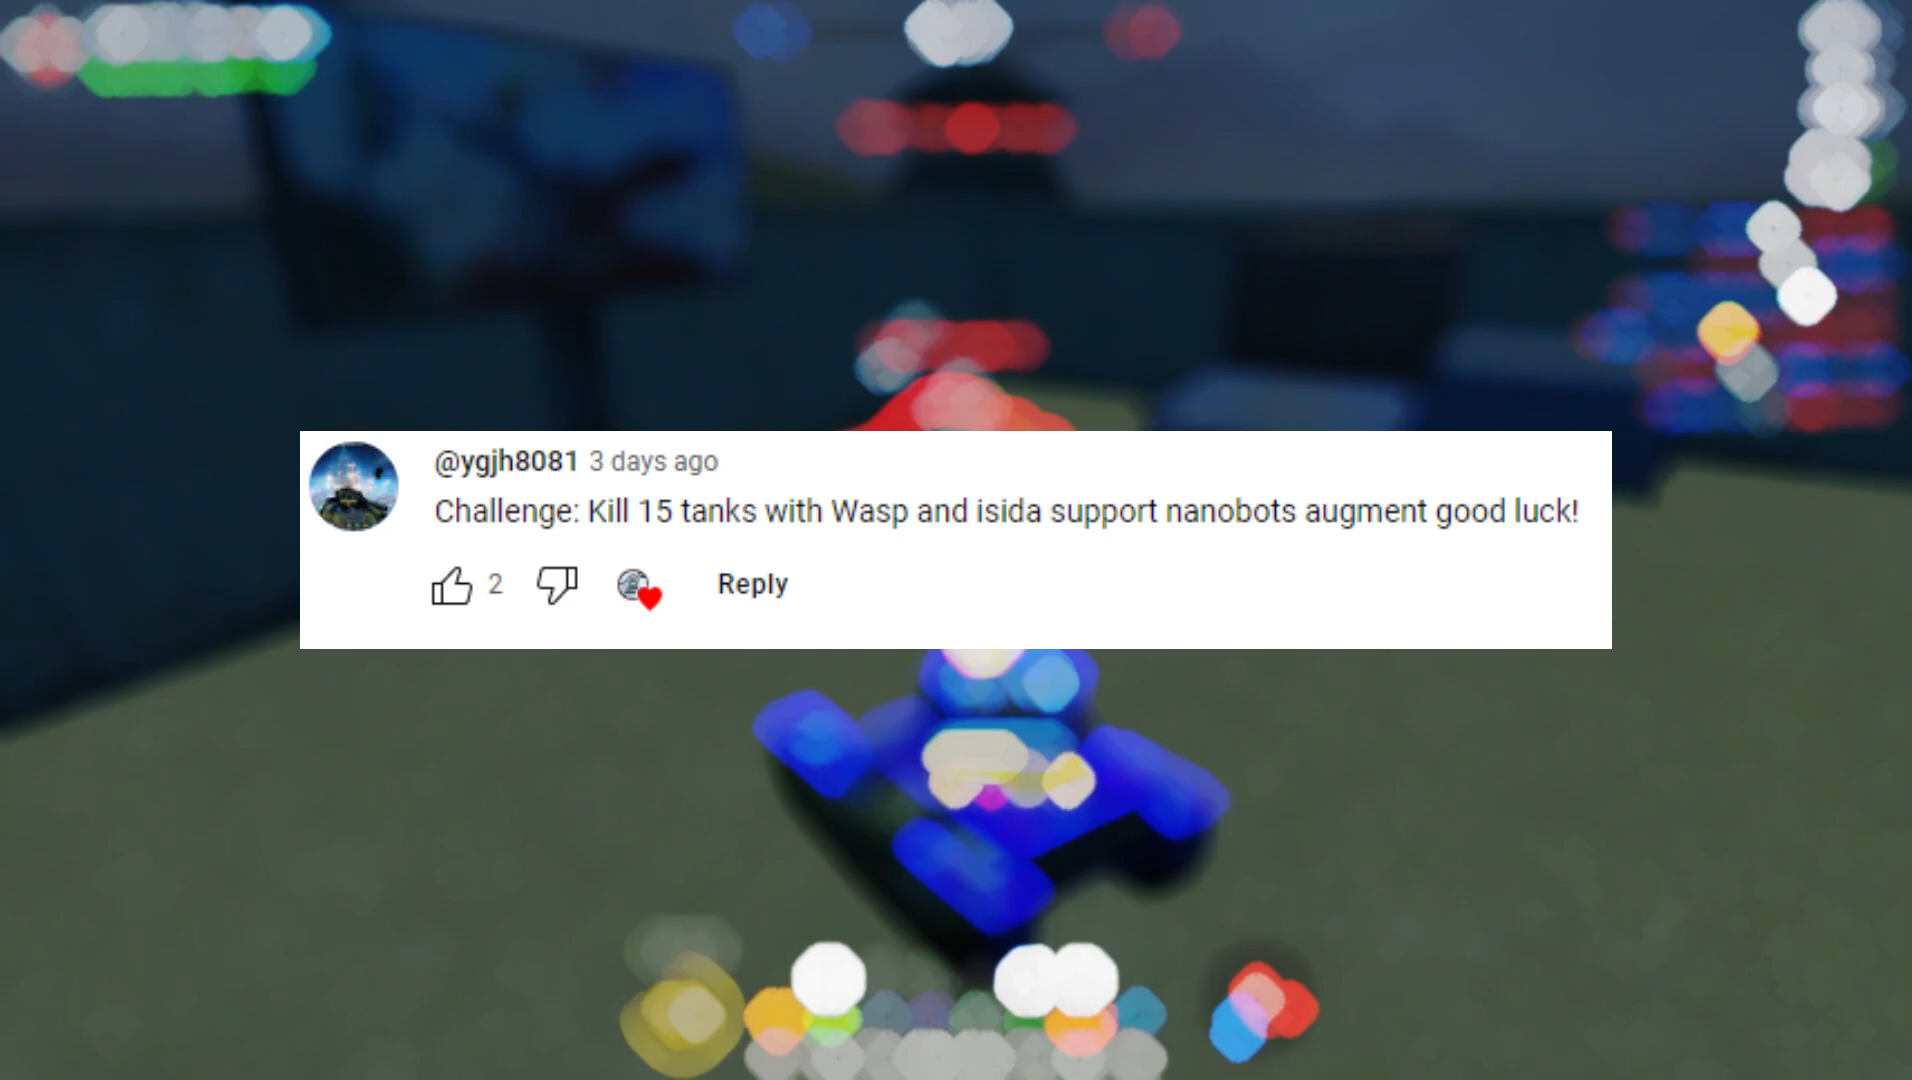 @ygjh8081 3 days ago
Challenge: Kill 15 tanks with Wasp and isida support nanobots augment good luck!
2
Reply